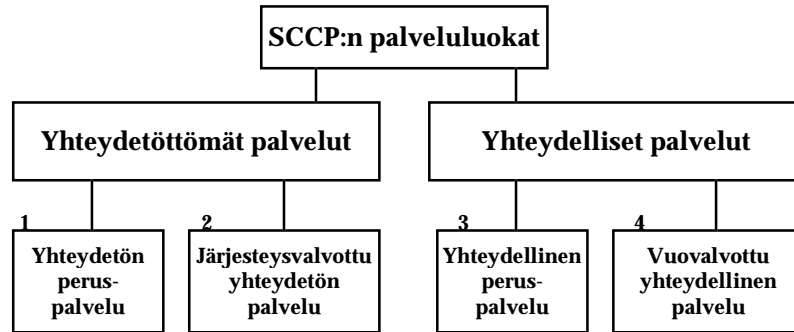 SCCP:n palveluluokat
Yhteydetöttömät palvelut
Yhteydelliset palvelut
1
Yhteydetön
perus-
palvelu
2
Järjesteysvalvottu
yhteydetön
palvelu
3
Yhteydellinen
perus-
palvelu
4
Vuovalvottu
yhteydellinen
palvelu